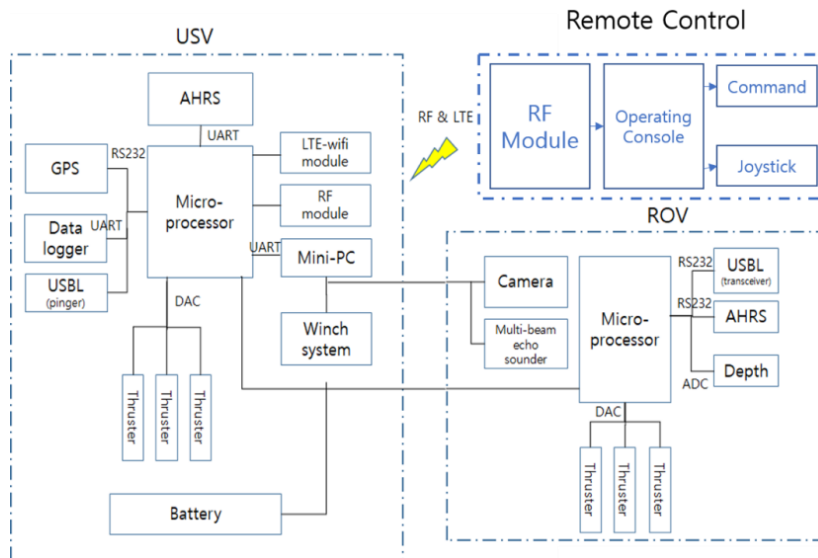 Remote Control
USV
AHRS
UART
RS232
GPS
LTE-wifi
module
Micro-
processor
RF
module
Data
logger
UART
UART
Mini-PC
USBL
(pinger)
DAC
Winch
system
Thruster
Thruster
Thruster
Battery
RF & LTE
RF
Module
Operating
Console
Command
Joystick
ROV
Camera
Multi-beam
echo
sounder
Micro-
processor
RS232
USBL
(transceiver)
RS232
AHRS
Depth
ADC
DAC
Thruster
Thruster
Thruster